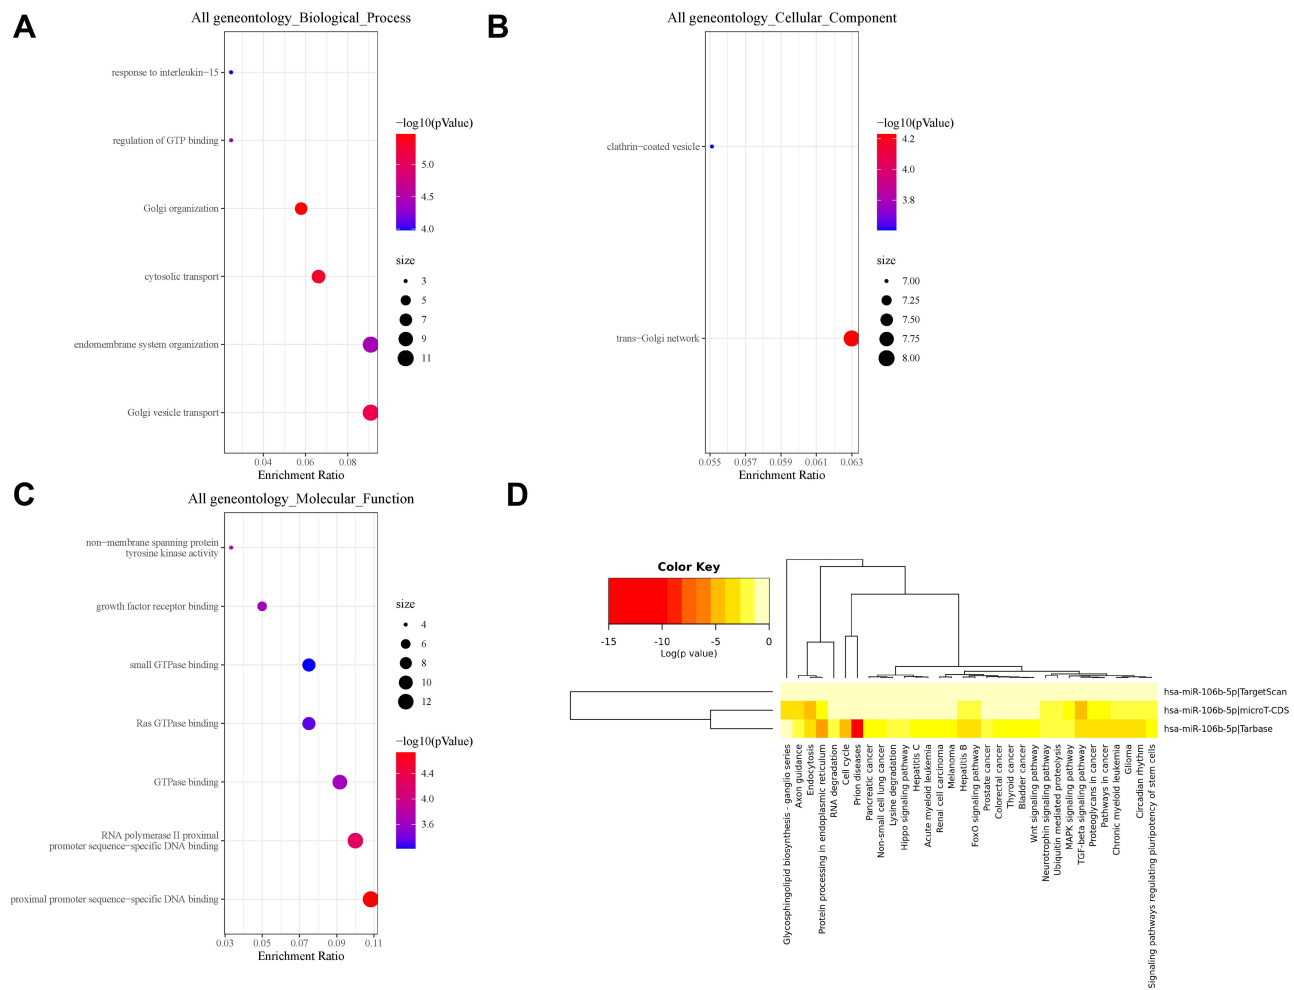 A
All geneontology_Biological_Process
response to interleukin−15
regulation of GTP binding
Golgi organization
cytosolic transport
endomembrane system organization
Golgi vesicle transport
0.04 0.06 0.08
Enrichment Ratio
−log10(pValue)
5.0
4.5
4.0
size
3
5
7
9
11
B
All geneontology_Cellular_Component
clathrin−coated vesicle
trans−Golgi network
0.055 0.057 0.059 0.061 0.063
Enrichment Ratio
−log10(pValue)
4.2
4.0
3.8
size
7.00
7.25
7.50
7.75
8.00
C
All geneontology_Molecular_Function
non−membrane spanning protein
tyrosine kinase activity
growth factor receptor binding
small GTPase binding
Ras GTPase binding
GTPase binding
RNA polymerase II proximal
promoter sequence−specific DNA binding
proximal promoter sequence−specific DNA binding
0.03 0.05 0.07 0.09 0.11
Enrichment Ratio
size
4
6
8
10
12
−log10(pValue)
4.4
4.0
3.6
D
Color Key
-15 -10 -5 0
Log(p value)
hsa-miR-106b-5p|TargetScan
hsa-miR-106b-5p|microT-CDS
hsa-miR-106b-5p|Tarbase
Glycosphingolipid biosynthesis - ganglio series
Axon guidance
Endocytosis
Protein processing in endoplasmic reticulum
RNA degradation
Cell cycle
Prion diseases
Pancreatic cancer
Non-small cell lung cancer
Lysine degradation
Hippo signaling pathway
Hepatitis C
Acute myeloid leukemia
Renal cell carcinoma
Melanoma
Hepatitis B
FoxO signaling pathway
Prostate cancer
Colorectal cancer
Thyroid cancer
Bladder cancer
Wnt signaling pathway
Neurotrophin signaling pathway
Ubiquitin mediated proteolysis
MAPK signaling pathway
TGF-beta signaling pathway
Proteoglycans in cancer
Pathways in cancer
Chronic myeloid leukemia
Glioma
Circadian rhythm
Signaling pathways regulating pluripotency of stem cells